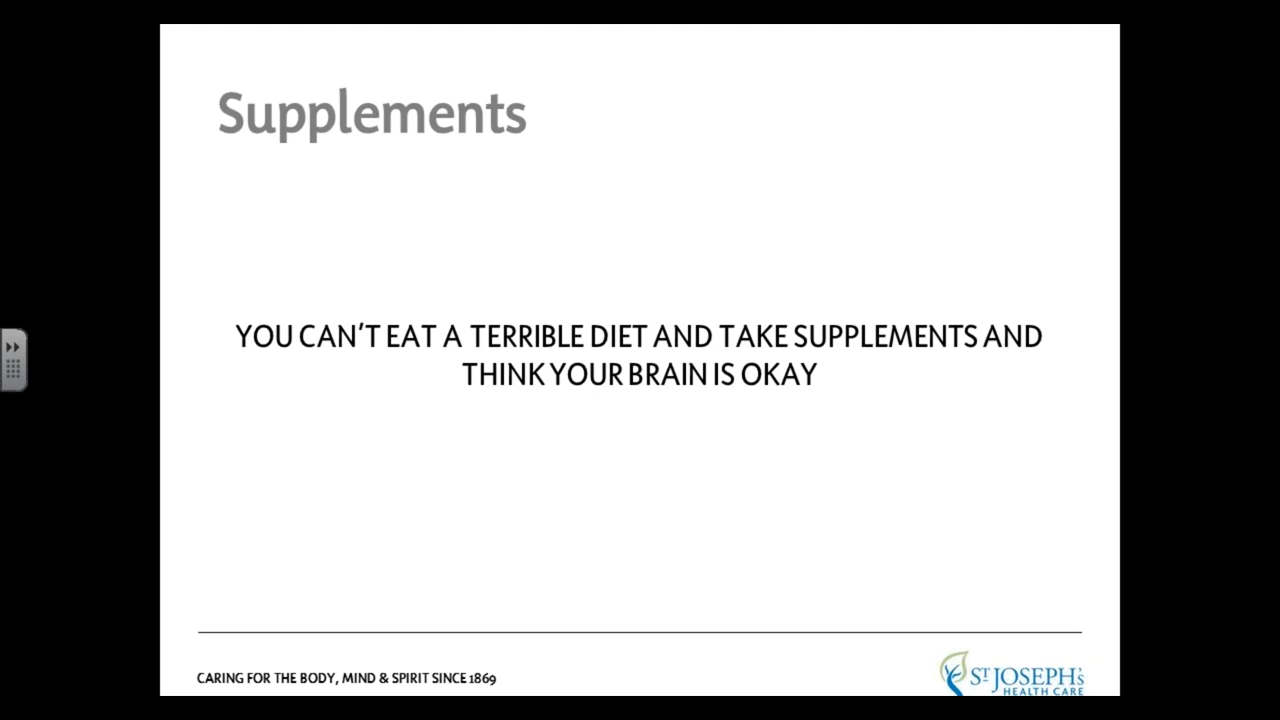 Supplements
YOU CAN'T EAT A TERRIBLE DIET AND TAKE SUPPLEMENTS AND
THINK YOUR BRAIN IS OKAY
CARING FOR THE BODY, MIND & SPIRIT SINCE 1869
ST JOSEPH'S
HEALTH CARE